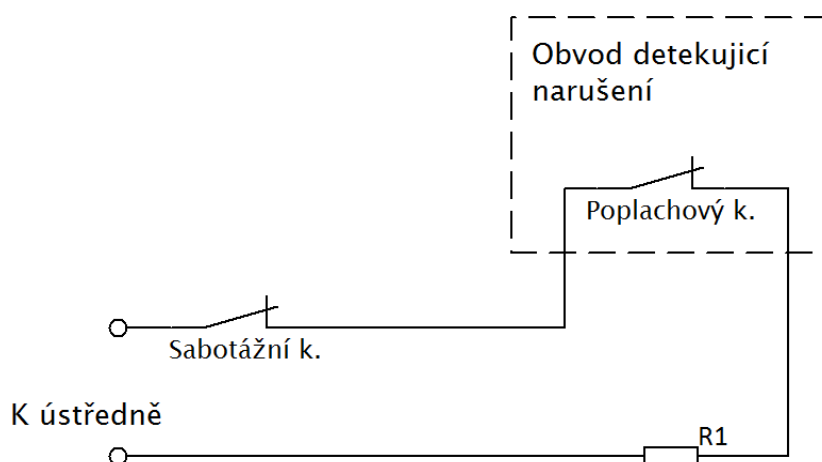 Obvod detekujicí
narušení
Poplachový k.
Sabotážní k.
K ústředně
R1